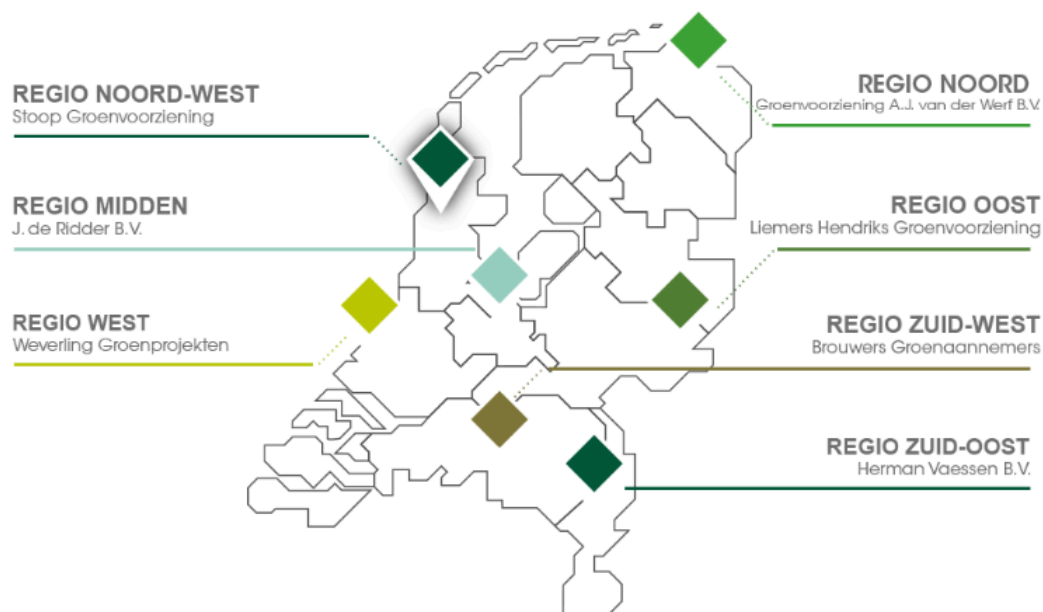 REGIO NOORD-WEST
Stoop Groenvoorziening
REGIO MIDDEN
J. de Ridder B.V.
REGIO WEST
Weverling Groenprojekten
REGIO NOORD
Groenvoorziening A.J. van der Werf B.V.
REGIO OOST
Liemers Hendriks Groenvoorziening
REGIO ZUID-WEST
Brouwers Groenaannemers
REGIO ZUID-OOST
Herman Vaessen B.V.